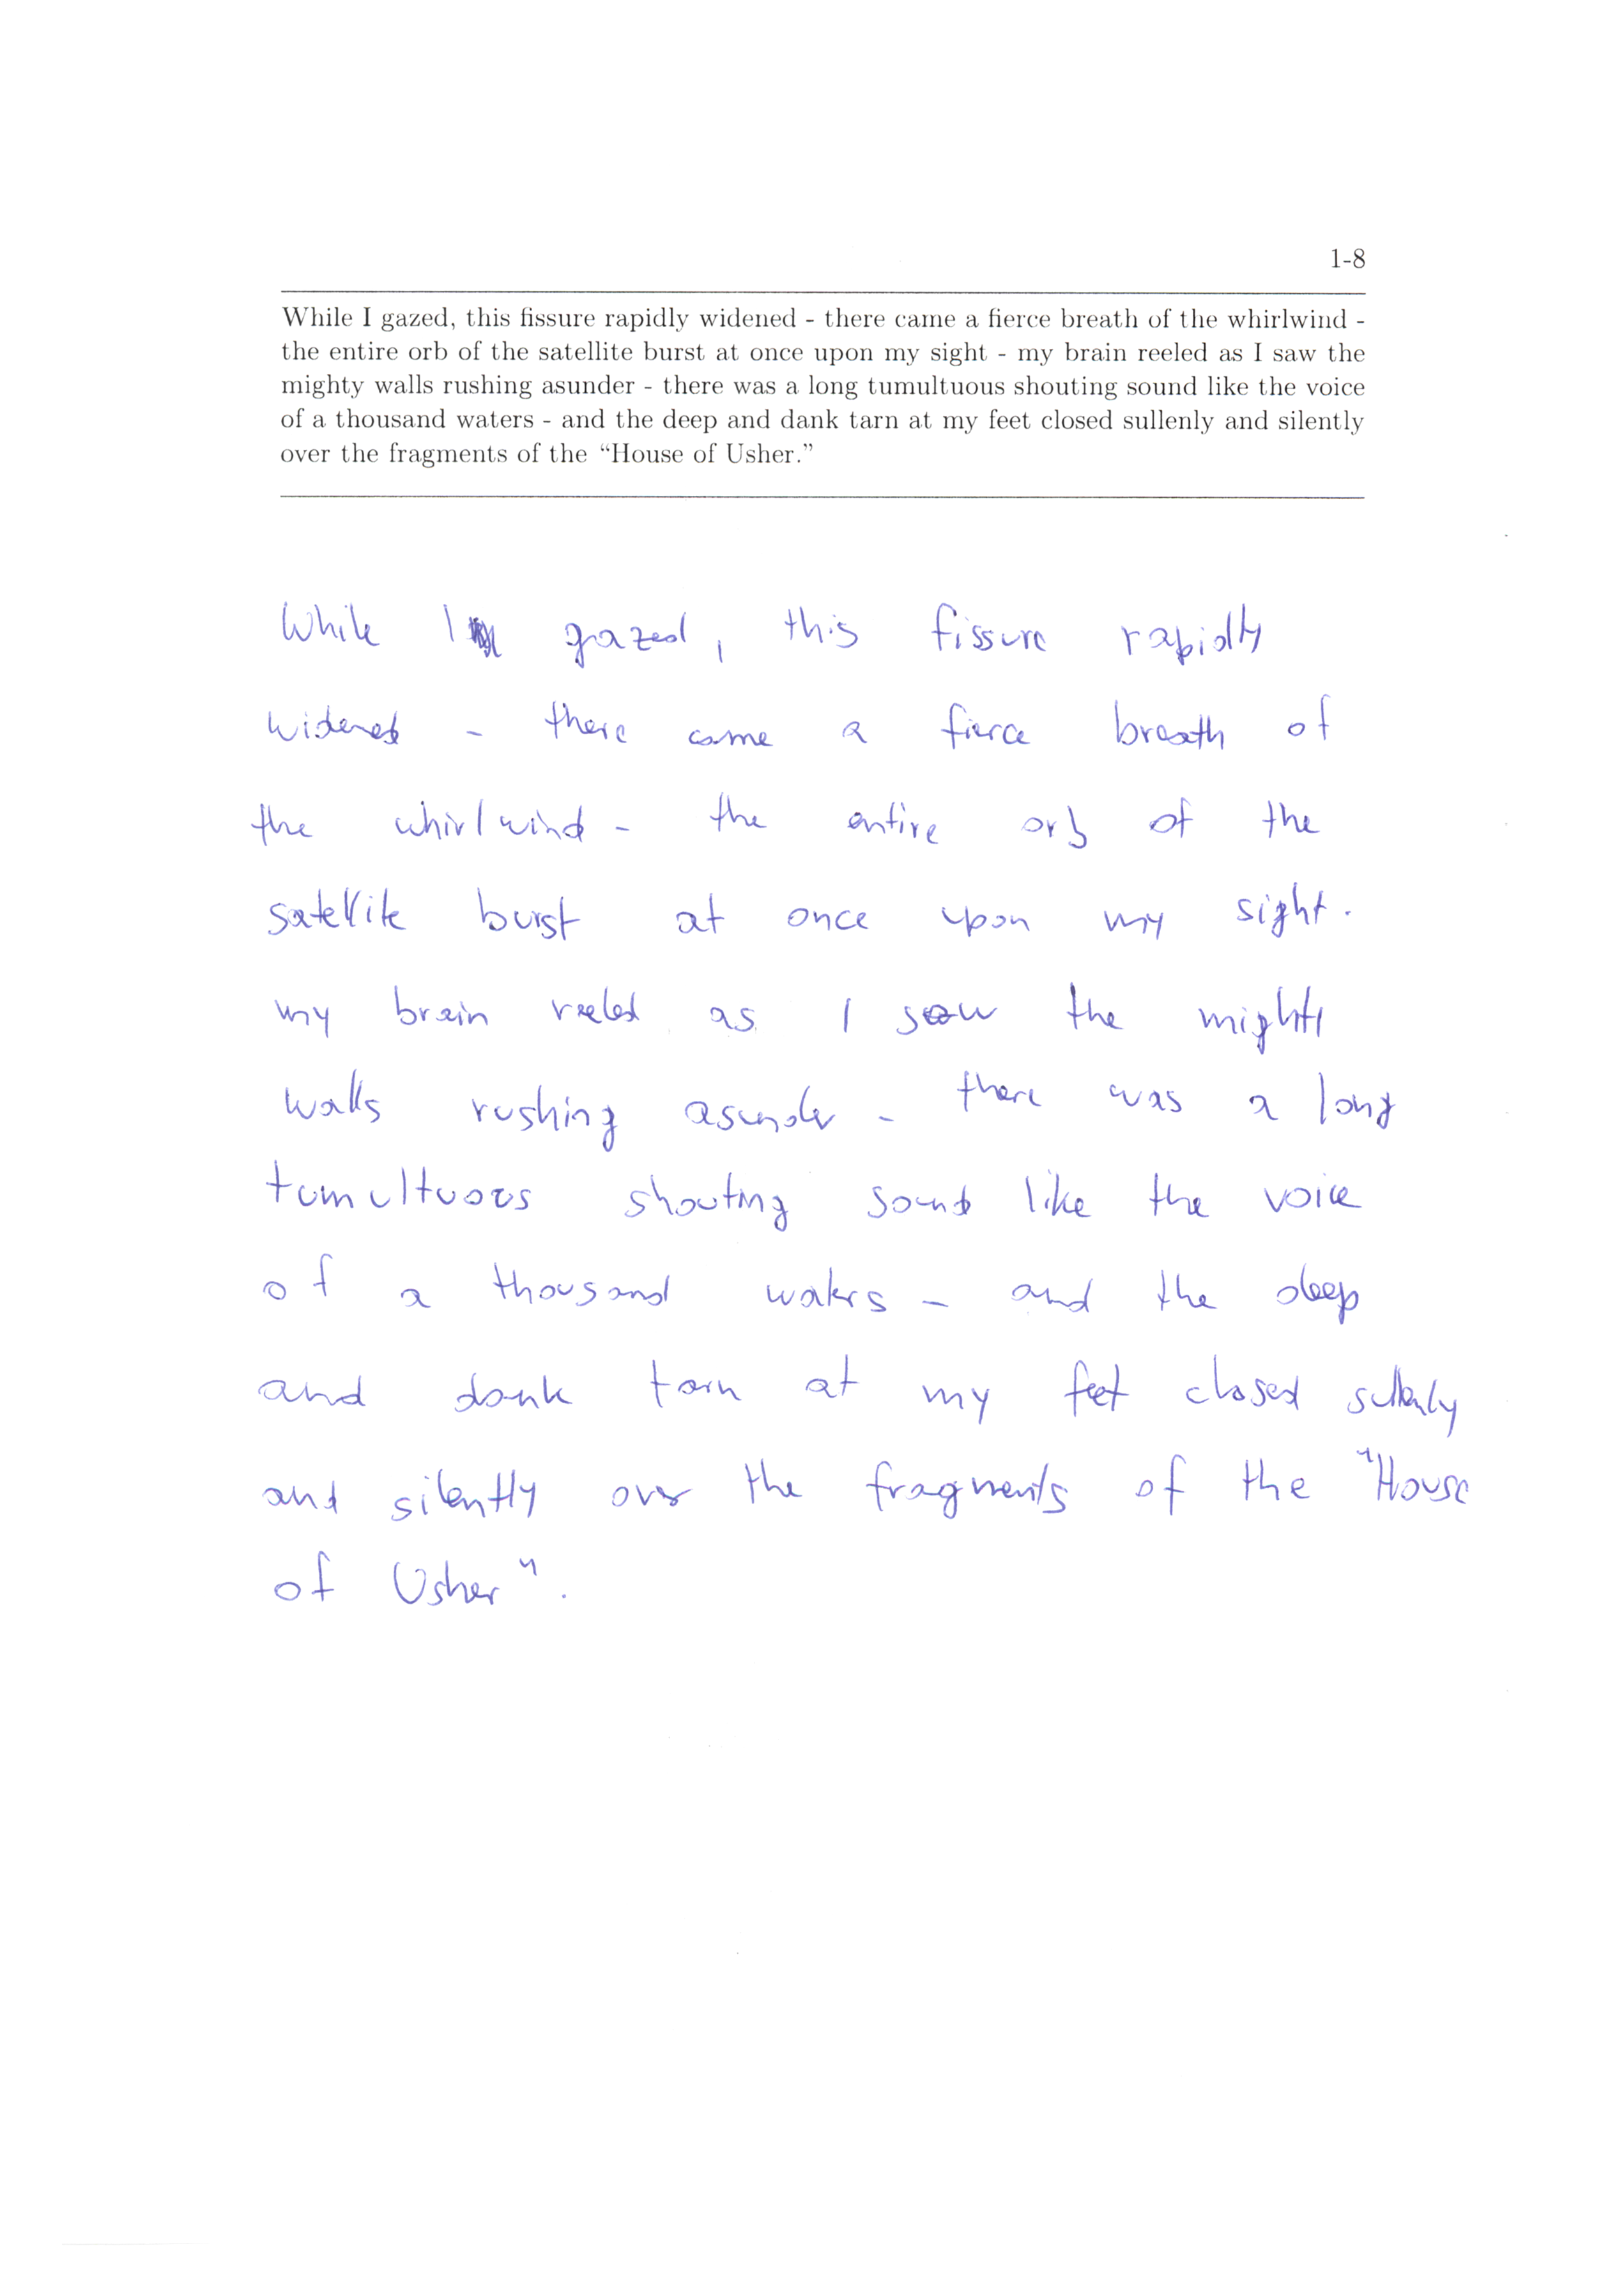 1-8
While I gazed, this fissure rapidly widened - there came a fierce breath of the whirlwind -
the entire orb of the satellite burst at once upon my sight - my brain reeled as I saw the
mighty walls rushing asunder - there was a long tumultuous shouting sound like the voice
of a thousand waters - and the deep and dank tarn at my feet closed sullenly and silently
over the fragments of the “House of Usher.”
While I gazed, this fissure rapidly
widened - there came a fierce breath of
the whirlwind - the entire orb of the
satellite burst at once upon my sight.
my brain reeled as I saw the mighty
walls rushing asunder - there was a long
tumultuous shouting sound like the voice
of a thousand waters - and the deep
and dank tarn at my feet closed sullenly
and silently over the fragments of the "House
of Usher".